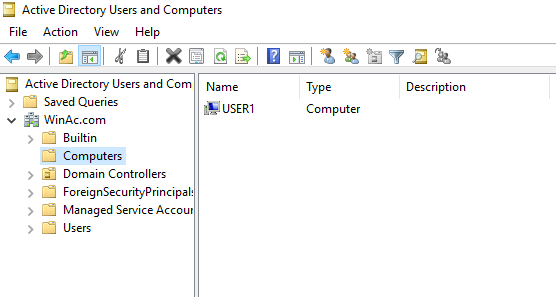 Active Directory Users and Computers
File Action View Help
Active Directory Users and Com
Saved Queries
WinAc.com
Builtin
Computers
Domain Controllers
ForeignSecurityPrincipals
Managed Service Accour
Users
Name Type Description
USER1 Computer